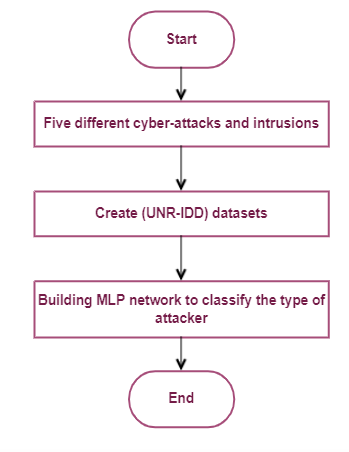 Start
Five different cyber-attacks and intrusions
Create (UNR-IDD) datasets
Building MLP network to classify the type of
attacker
End